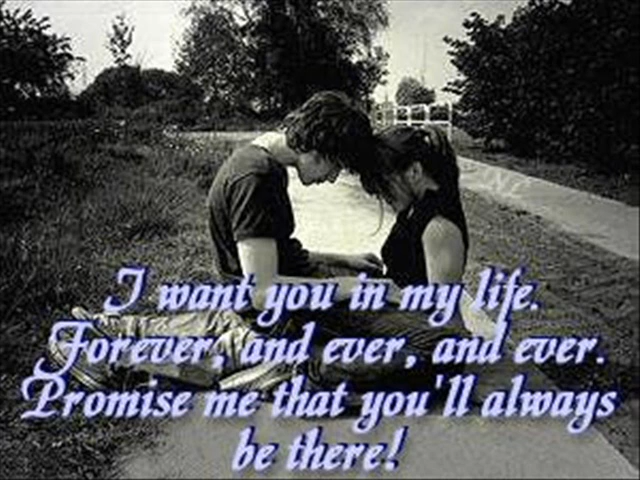 I want you in my life.
Forever, and ever, and ever.
Promise me that you'll always
be there!